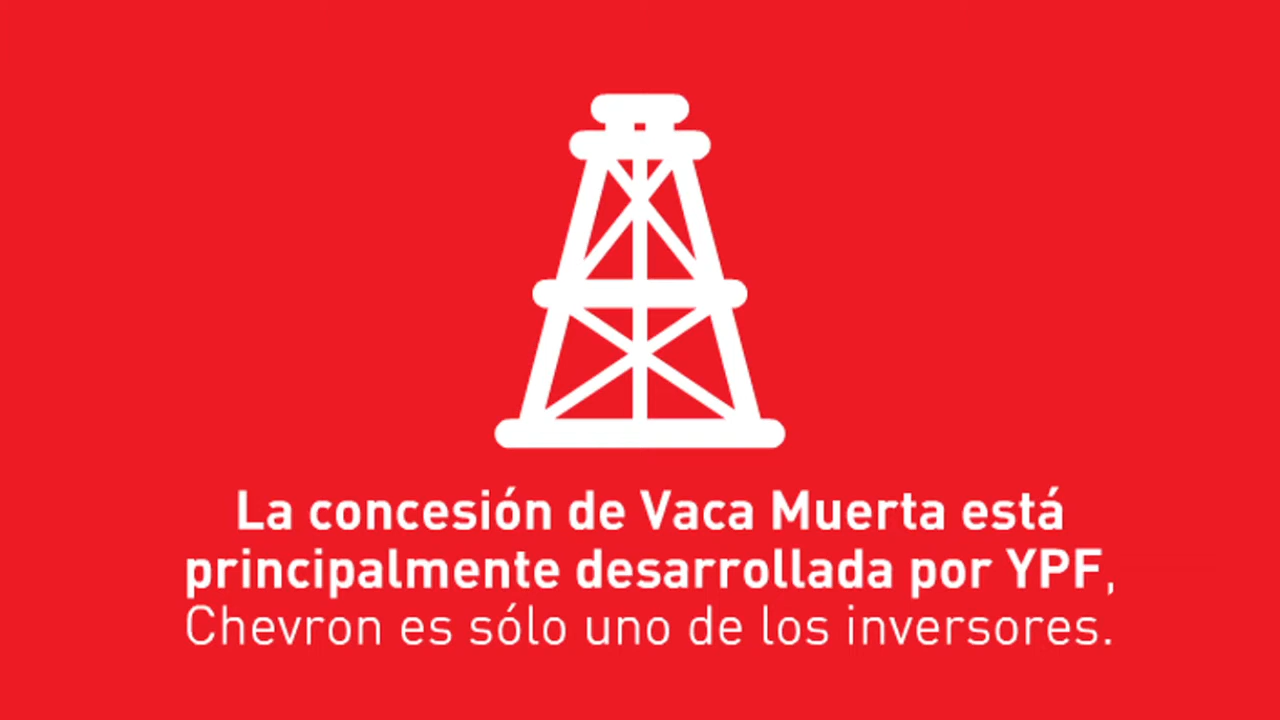 La concesión de Vaca Muerta está
principalmente desarrollada por YPF,
Chevron es sólo uno de los inversores.